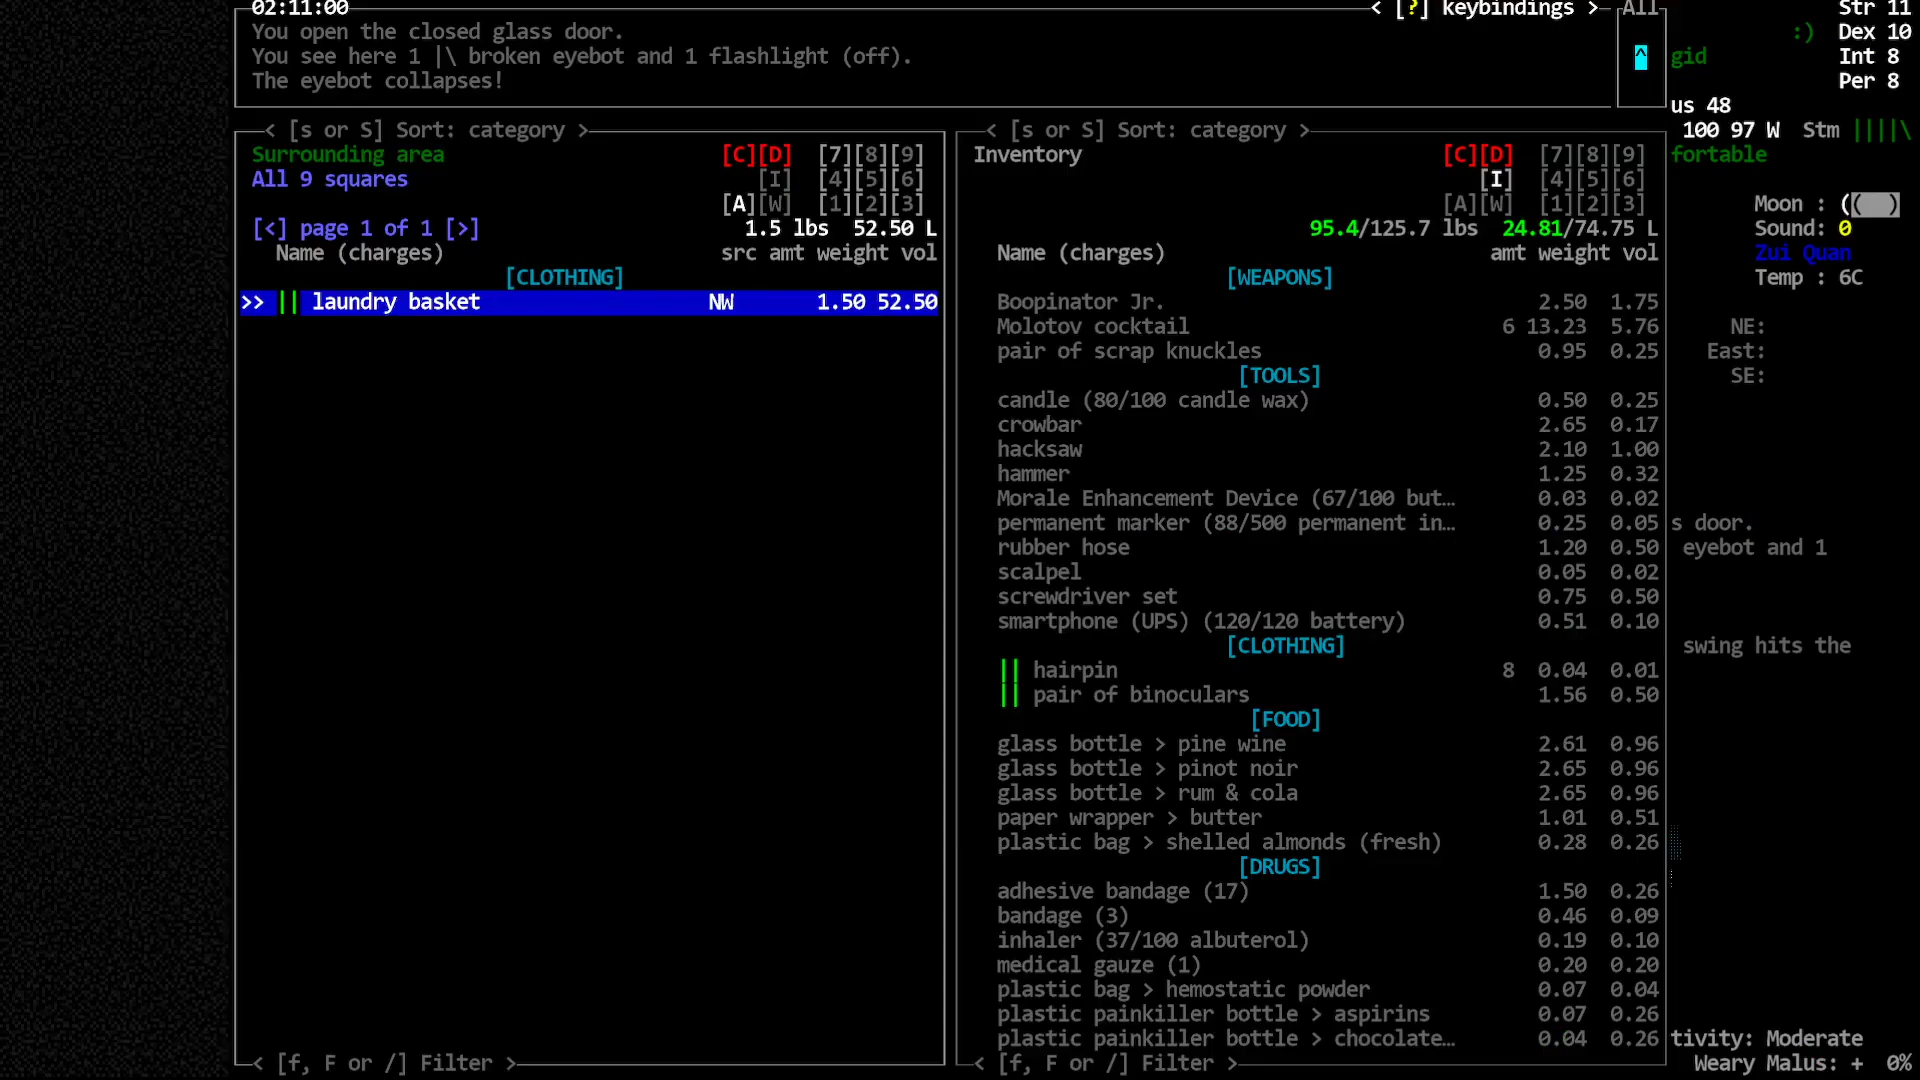 02:11:00 < [?] keybindings > All Str 11
You open the closed glass door. :) Dex 10
You see here 1 |\ broken eyebot and 1 flashlight (off). ^ gid Int 8
The eyebot collapses! Per 8
us 48
< [s or S] Sort: category > < [s or S] Sort: category > 100 97 W Stm ||||\
Surrounding area [C][D] [7][8][9] Inventory [C][D] [7][8][9] fortable
All 9 squares [I] [4][5][6] [I] [4][5][6]
[A][W] [1][2][3] [A][W] [1][2][3] Moon : (( )
[<] page 1 of 1 [>] 1.5 lbs 52.50 L 95.4/125.7 lbs 24.81/74.75 L Sound: 0
Name (charges) src amt weight vol Name (charges) amt weight vol Zui Quan
[CLOTHING] [WEAPONS] Temp : 6C
>> || laundry basket NW 1.50 52.50 Boopinator Jr. 2.50 1.75
Molotov cocktail 6 13.23 5.76 NE:
pair of scrap knuckles 0.95 0.25 East:
[TOOLS] SE:
candle (80/100 candle wax) 0.50 0.25
crowbar 2.65 0.17
hacksaw 2.10 1.00
hammer 1.25 0.32
Morale Enhancement Device (67/100 but… 0.03 0.02
permanent marker (88/500 permanent in… 0.25 0.05 s door.
rubber hose 1.20 0.50 eyebot and 1
scalpel 0.05 0.02
screwdriver set 0.75 0.50
smartphone (UPS) (120/120 battery) 0.51 0.10
[CLOTHING] swing hits the
|| hairpin 8 0.04 0.01
|| pair of binoculars 1.56 0.50
[FOOD]
glass bottle > pine wine 2.61 0.96
glass bottle > pinot noir 2.65 0.96
glass bottle > rum & cola 2.65 0.96
paper wrapper > butter 1.01 0.51
plastic bag > shelled almonds (fresh) 0.28 0.26
[DRUGS]
adhesive bandage (17) 1.50 0.26
bandage (3) 0.46 0.09
inhaler (37/100 albuterol) 0.19 0.10
medical gauze (1) 0.20 0.20
plastic bag > hemostatic powder 0.07 0.04
plastic painkiller bottle > aspirins 0.07 0.26
plastic painkiller bottle > chocolate… 0.04 0.26 tivity: Moderate
< [f, F or /] Filter > < [f, F or /] Filter > Weary Malus: + 0%